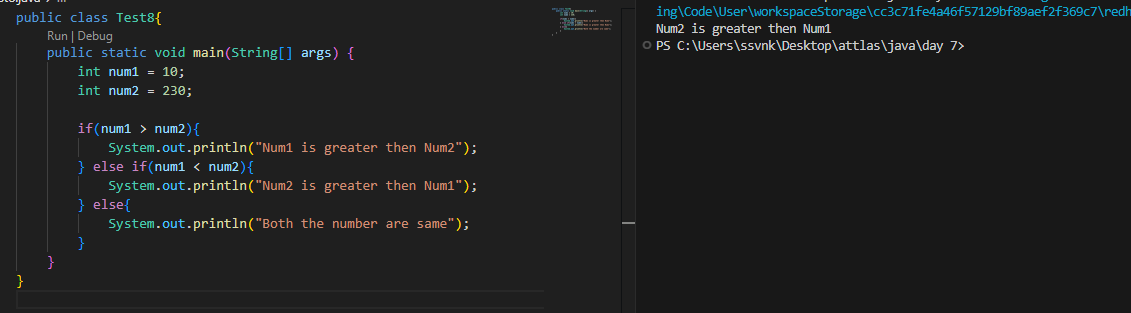 public class Test8{
Run | Debug
public static void main(String[] args) {
int num1 = 10;
int num2 = 230;
if(num1 > num2){
System.out.println("Num1 is greater then Num2");
} else if(num1 < num2){
System.out.println("Num2 is greater then Num1");
} else{
System.out.println("Both the number are same");
}
}
}
ing\Code\User\workspaceStorage\cc3c71fe4a46f57129bf89aef2f369c7\redh
Num2 is greater then Num1
PS C:\Users\ssvnk\Desktop\attlas\java\day 7>